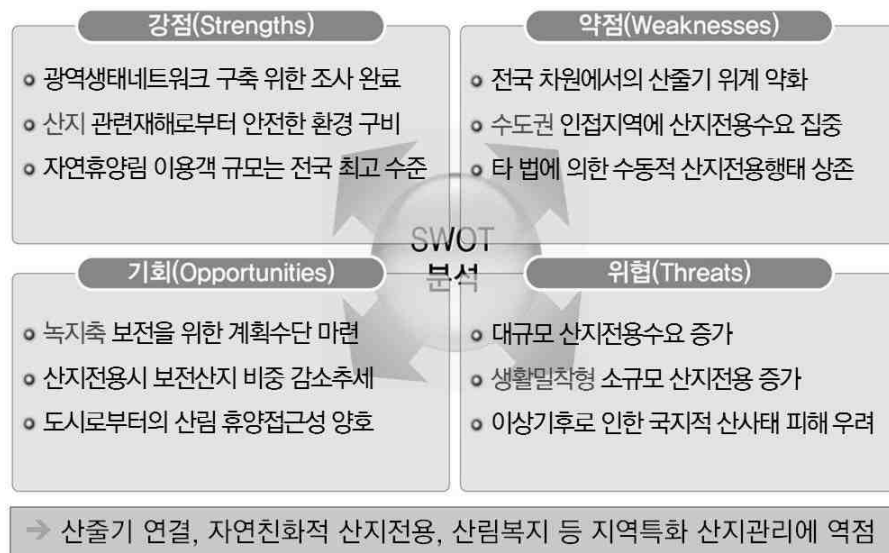 강점(Strengths)
광역생태네트워크 구축 위한 조사 완료
산지 관련재해로부터 안전한 환경 구비
자연휴양림 이용객 규모는 전국 최고 수준
약점(Weaknesses)
전국 차원에서의 산줄기 위계 약화
수도권 인접지역에 산지전용수요 집중
타 법에 의한 수동적 산지전용행태 상존
SWOT
분석
기회(Opportunities)
녹지축 보전을 위한 계획수단 마련
산지전용시 보전산지 비중 감소추세
도시로부터의 산림 휴양접근성 양호
위협(Threats)
대규모 산지전용수요 증가
생활밀착형 소규모 산지전용 증가
이상기후로 인한 국지적 산사태 피해 우려
→ 산줄기 연결, 자연친화적 산지전용, 산림복지 등 지역특화 산지관리에 역점